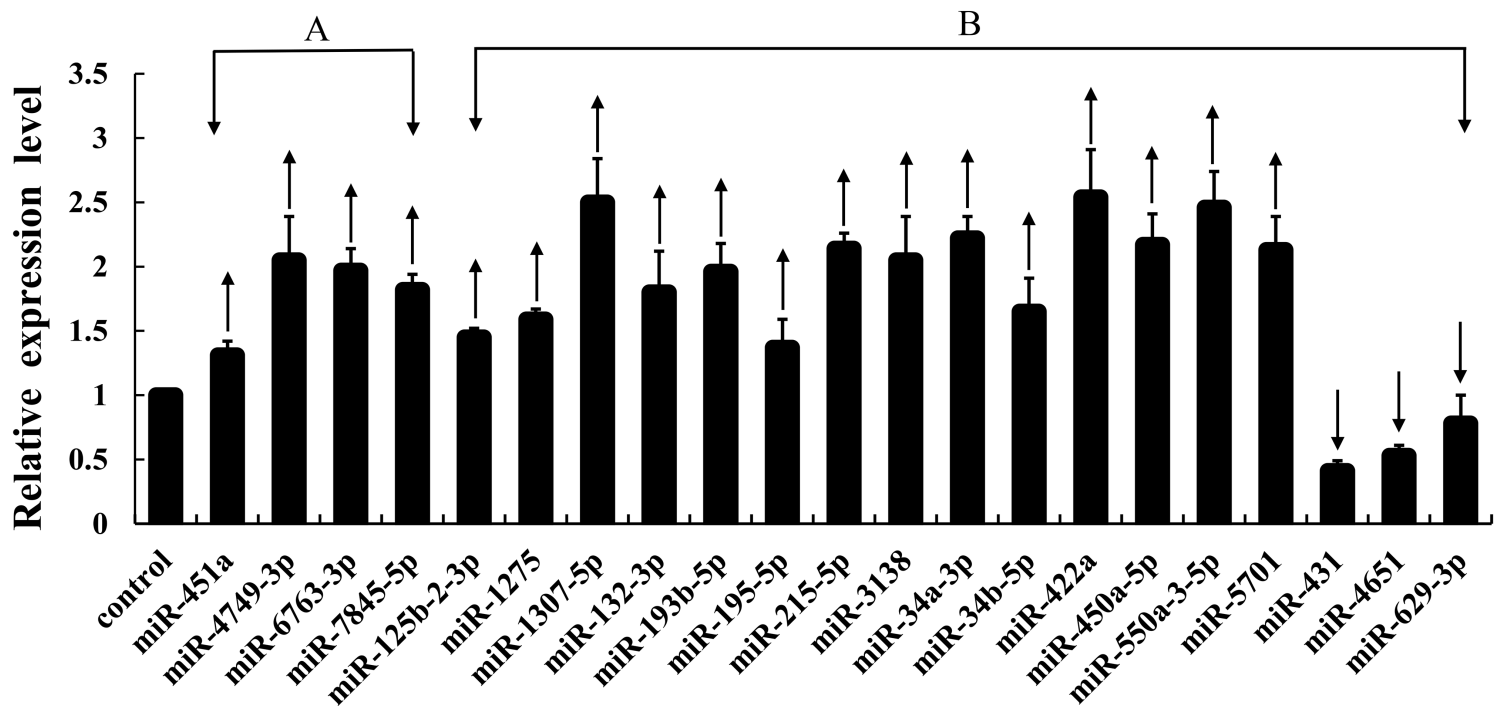 A
B
Relative expression level
3.5
3
2.5
2
1.5
1
0.5
0
control
miR-451a
miR-4749-3p
miR-6763-3p
miR-7845-5p
miR-125b-2-3p
miR-1275
miR-1307-5p
miR-132-3p
miR-193b-5p
miR-195-5p
miR-215-5p
miR-3138
miR-34a-3p
miR-34b-5p
miR-422a
miR-450a-5p
miR-550a-3-5p
miR-5701
miR-431
miR-4651
miR-629-3p